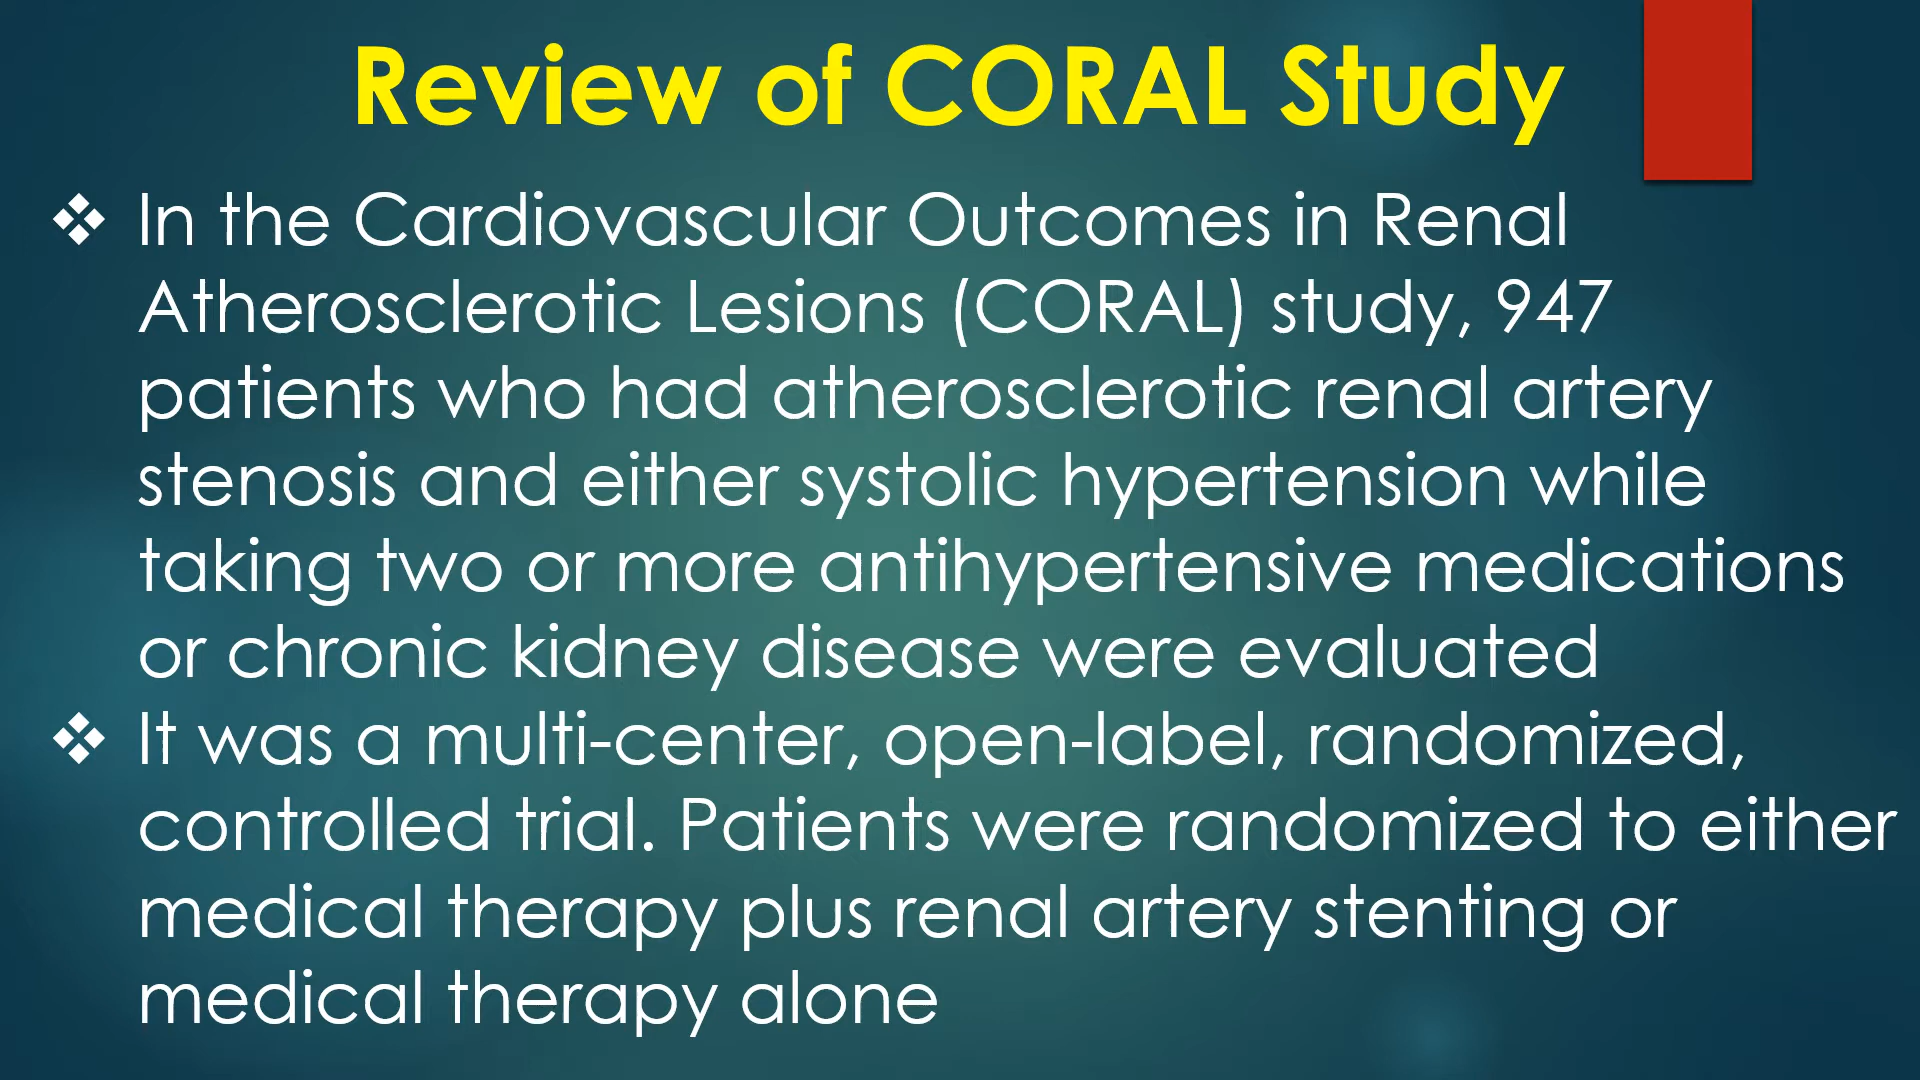 Review of CORAL Study
❖ In the Cardiovascular Outcomes in Renal
Atherosclerotic Lesions (CORAL) study, 947
patients who had atherosclerotic renal artery
stenosis and either systolic hypertension while
taking two or more antihypertensive medications
or chronic kidney disease were evaluated
❖ It was a multi-center, open-label, randomized,
controlled trial. Patients were randomized to either
medical therapy plus renal artery stenting or
medical therapy alone